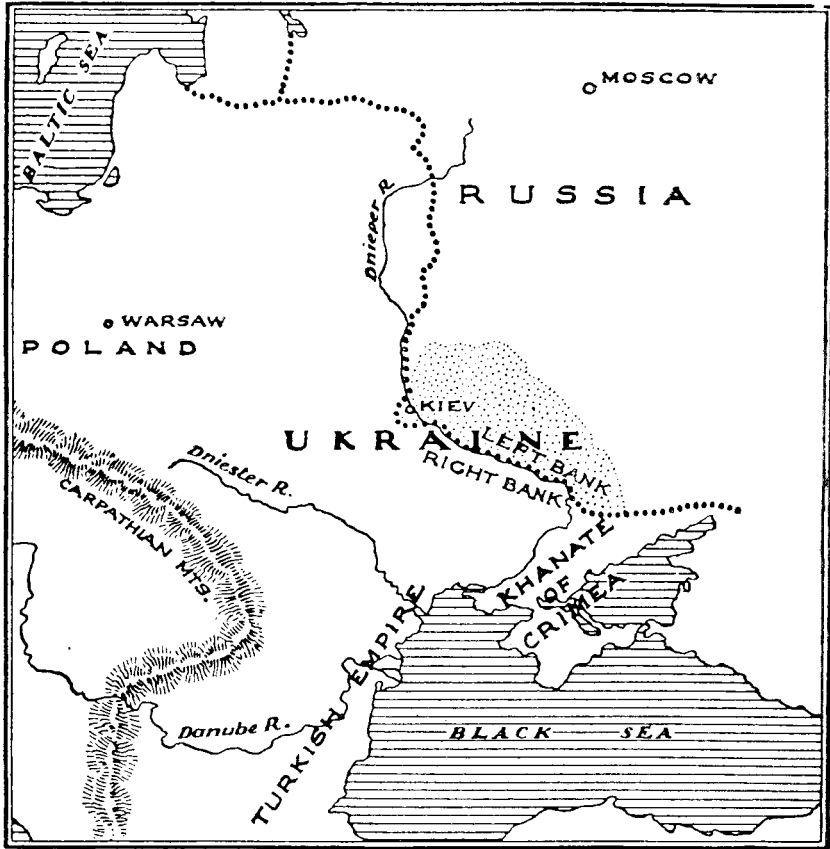 BALTIC SEA
MOSCOW
RUSSIA
Dnieper R.
WARSAW
POLAND
KIEV
UKRAINE
LEFT BANK
RIGHT BANK
Dniester R.
CARPATHIAN MTS.
KHANATE
OF
CRIMEA
TURKISH EMPIRE
Danube R.
BLACK SEA